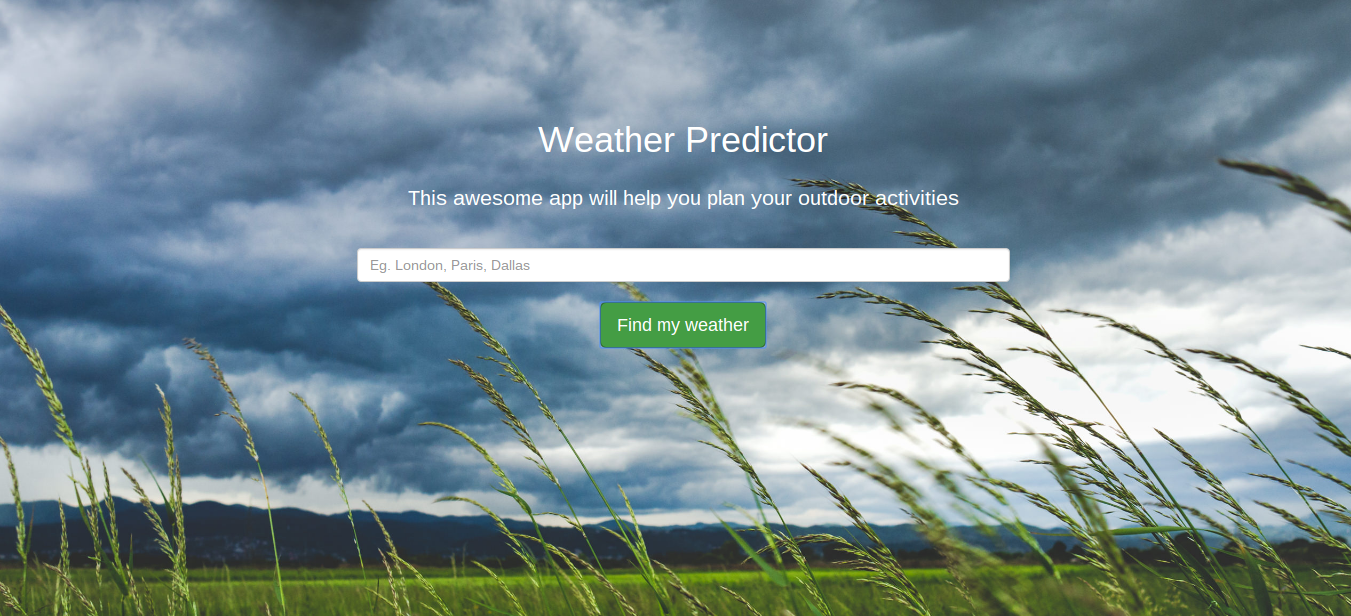 Weather Predictor
This awesome app will help you plan your outdoor activities
Eg. London, Paris, Dallas
Find my weather